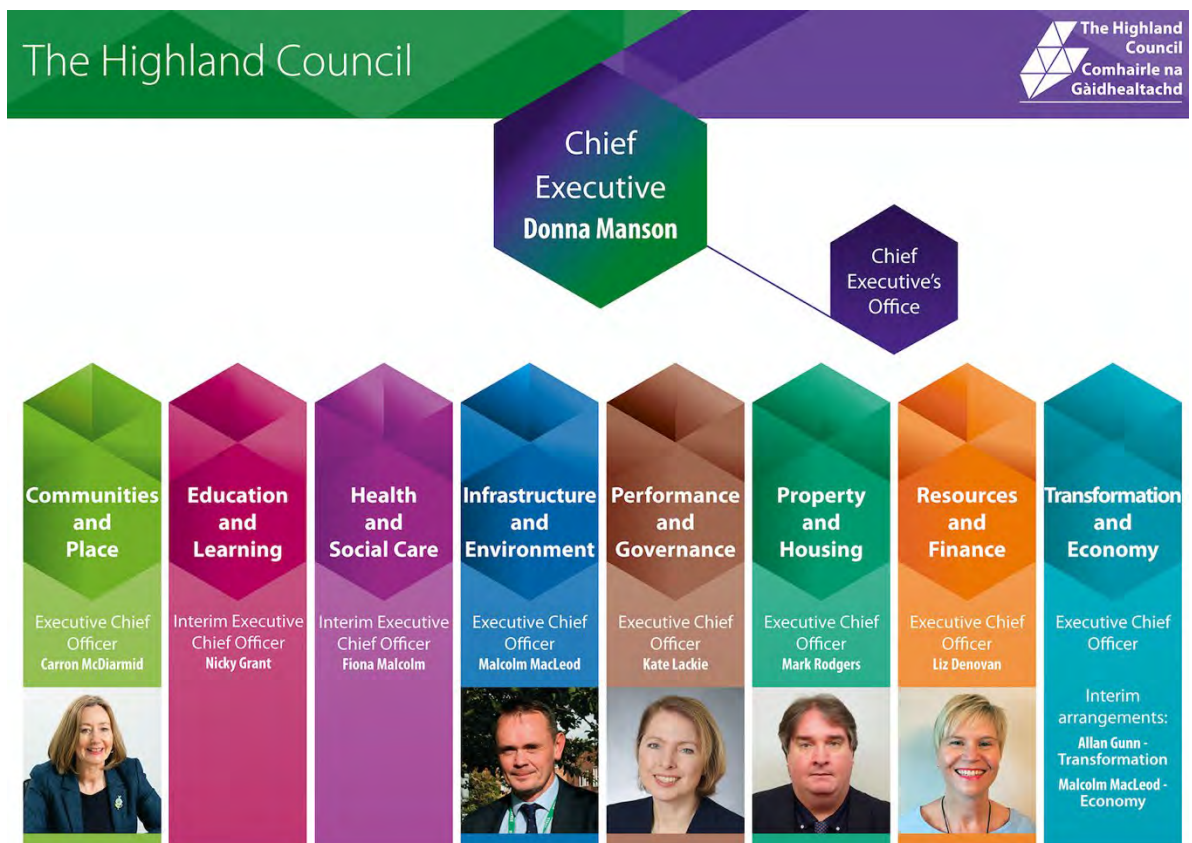 The Highland Council
The Highland
Council
Comhairle na
Gàidhealtachd
Chief
Executive
Donna Manson
Chief
Executive's
Office
Communities
and
Place
Executive Chief
Officer
Carron McDiarmid
Education
and
Learning
Interim Executive
Chief Officer
Nicky Grant
Health
and
Social Care
Interim Executive
Chief Officer
Fiona Malcolm
Infrastructure
and
Environment
Executive Chief
Officer
Malcolm MacLeod
Performance
and
Governance
Executive Chief
Officer
Kate Lackie
Property
and
Housing
Executive Chief
Officer
Mark Rodgers
Resources
and
Finance
Executive Chief
Officer
Liz Denovan
Transformation
and
Economy
Executive Chief
Officer
Interim
arrangements:
Allan Gunn -
Transformation
Malcolm MacLeod -
Economy